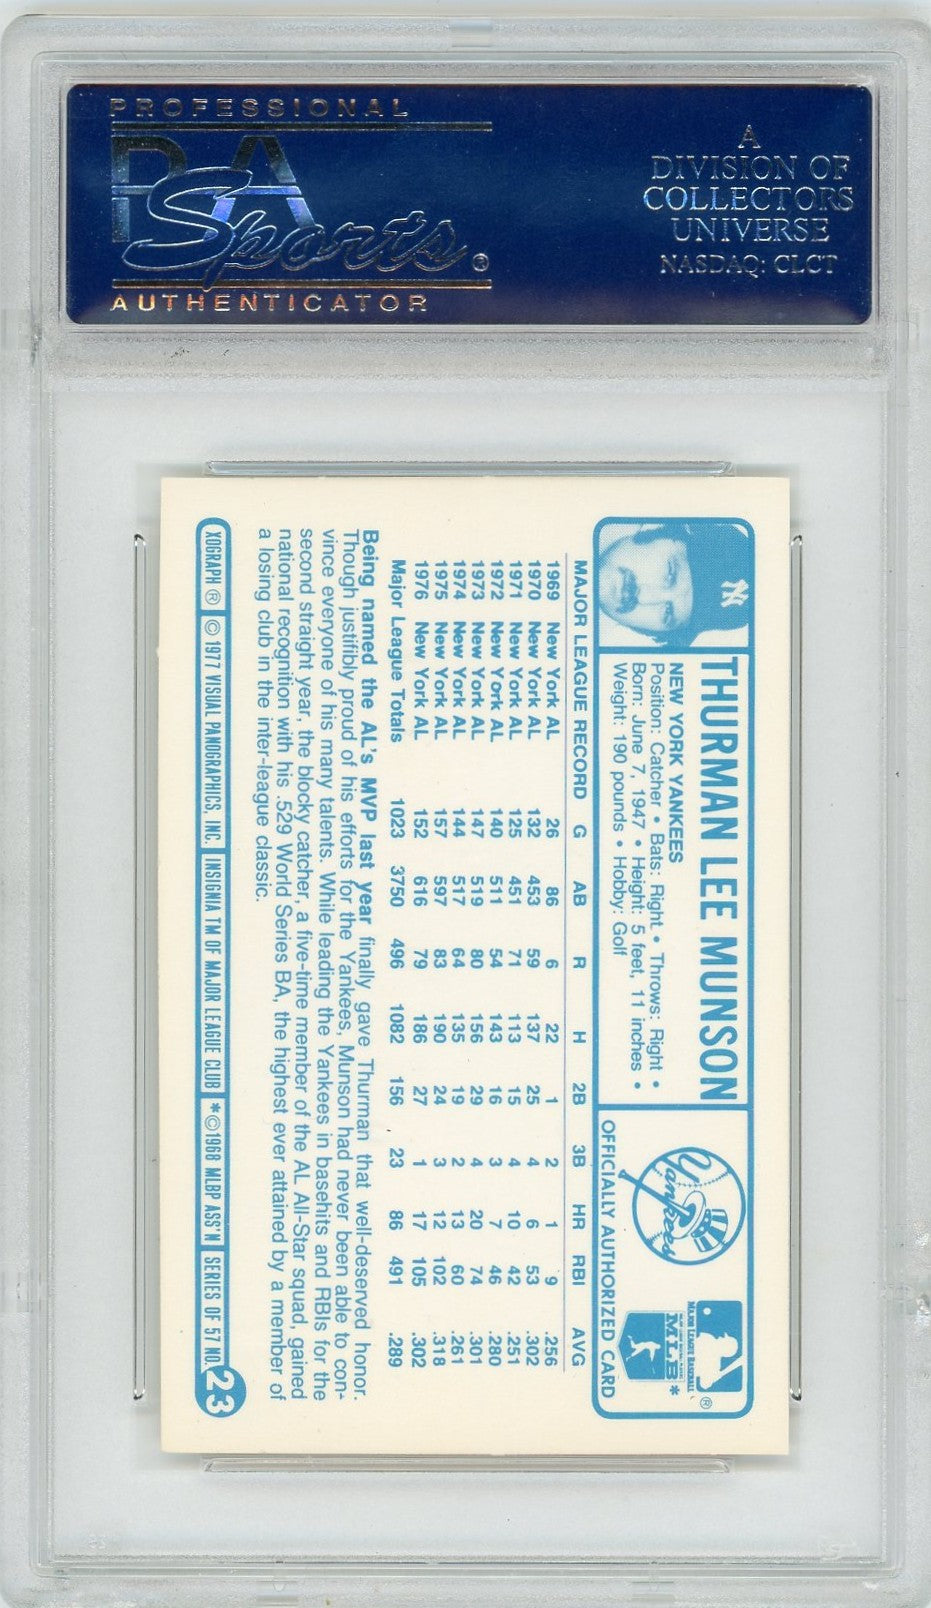 PROFESSIONAL
PSA
Sports®
AUTHENTICATOR
A
DIVISION OF
COLLECTORS
UNIVERSE
NASDAQ: CLCT
NY
THURMAN LEE MUNSON
NEW YORK YANKEES
Position: Catcher • Bats: Right • Throws: Right •
Born: June 7, 1947 • Height: 5 feet, 11 inches •
Weight: 190 pounds • Hobby: Golf
Yankees
®
MAJOR LEAGUE BASEBALL
MLB *
OFFICIALLY AUTHORIZED CARD
MAJOR LEAGUE RECORD G AB R H 2B 3B HR RBI AVG
1969 New York AL 26 86 6 22 1 2 1 9 .256
1970 New York AL 132 453 59 137 25 4 6 53 .302
1971 New York AL 125 451 71 113 15 4 10 42 .251
1972 New York AL 140 511 54 143 16 3 7 46 .280
1973 New York AL 147 519 80 156 29 4 20 74 .301
1974 New York AL 144 517 64 135 19 2 13 60 .261
1975 New York AL 157 597 83 190 24 3 12 102 .318
1976 New York AL 152 616 79 186 27 1 17 105 .302
Major League Totals 1023 3750 496 1082 156 23 86 491 .289
Being named the AL's MVP last year finally gave Thurman that well-deserved honor.
Though justifibly proud of his efforts for the Yankees, Munson had never been able to con-
vince everyone of his many talents. While leading the Yankees in basehits and RBIs for the
second straight year, the blocky catcher, a five-time member of the AL All-Star squad, gained
national recognition with his .529 World Series BA, the highest ever attained by a member of
a losing club in the inter-league classic.
XOGRAPH ® © 1977 VISUAL PANOGRAPHICS, INC. INSIGNIA TM OF MAJOR LEAGUE CLUB * © 1968 MLBP ASS'N SERIES OF 57 NO. 23